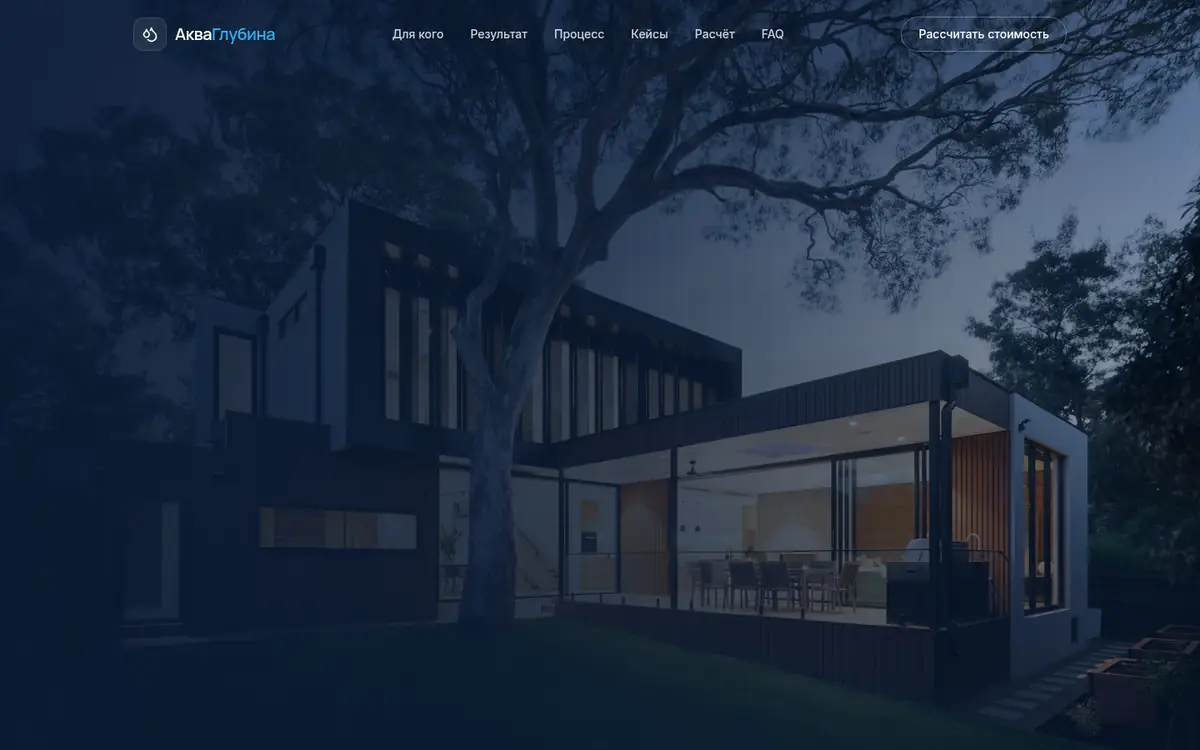 АкваГлубина
Для кого
Результат
Процесс
Кейсы
Расчёт
FAQ
Рассчитать стоимость